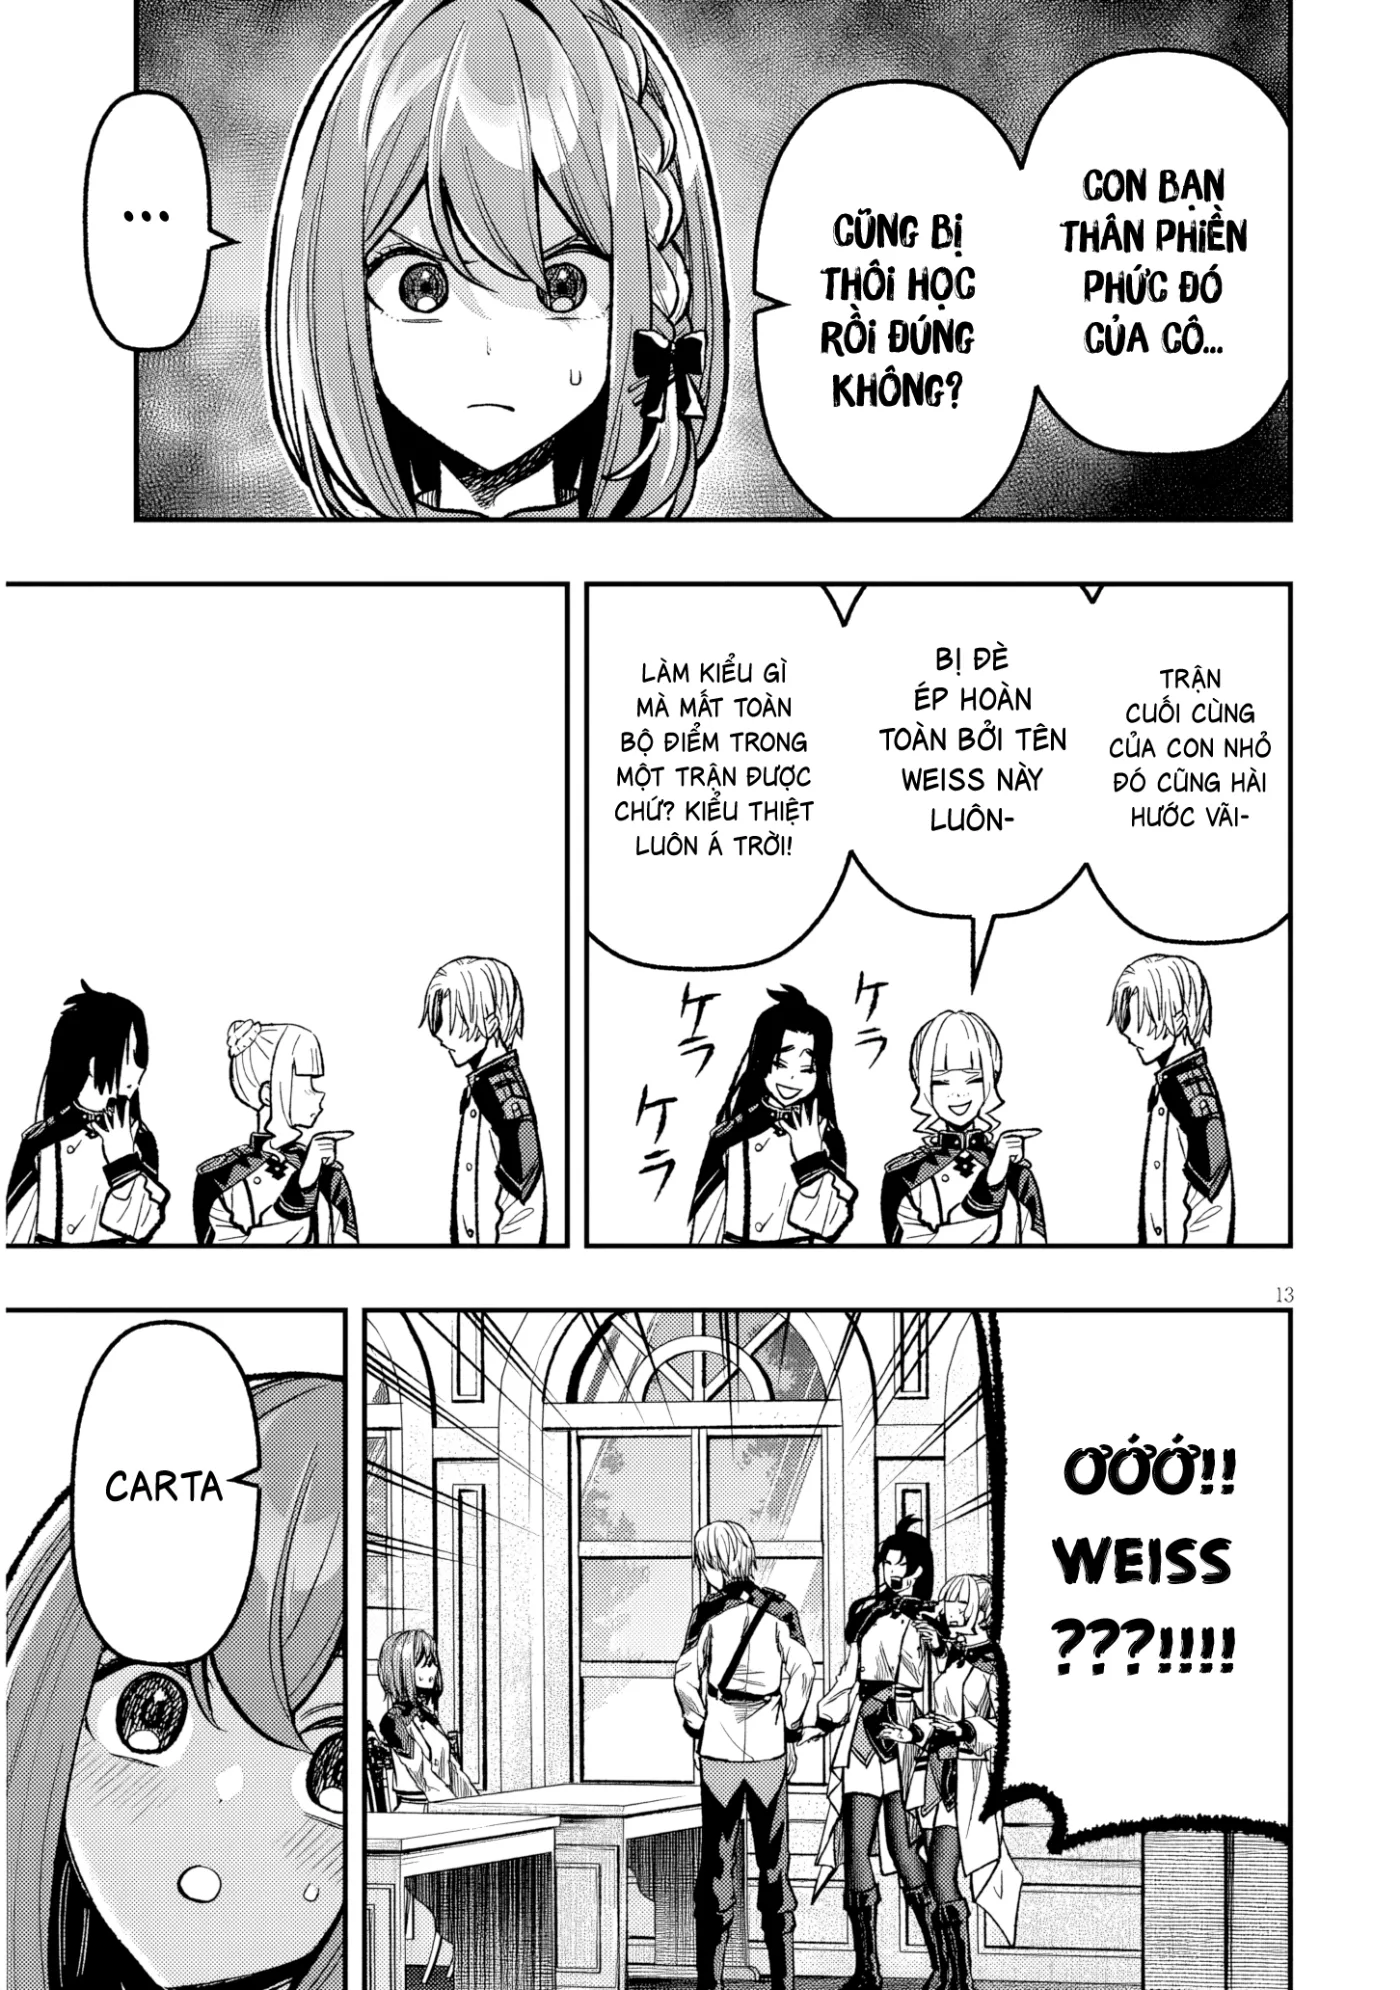 CON BẠN
THÂN PHIỀN
PHỨC ĐÓ
CỦA CÔ...
CŨNG BỊ
THÔI HỌC
RỒI ĐÚNG
KHÔNG?
...
TRẬN
CUỐI CÙNG
CỦA CON NHỎ
ĐÓ CŨNG HÀI
HƯỚC VÃI-
BỊ ĐÈ
ÉP HOÀN
TOÀN BỞI TÊN
WEISS NÀY
LUÔN-
LÀM KIỂU GÌ
MÀ MẤT TOÀN
BỘ ĐIỂM TRONG
MỘT TRẬN ĐƯỢC
CHỨ? KIỂU THIỆT
LUÔN Á TRỜI!
ケラ
ケラ
13
ƠỚỚ!!
WEISS
???!!!!
CARTA